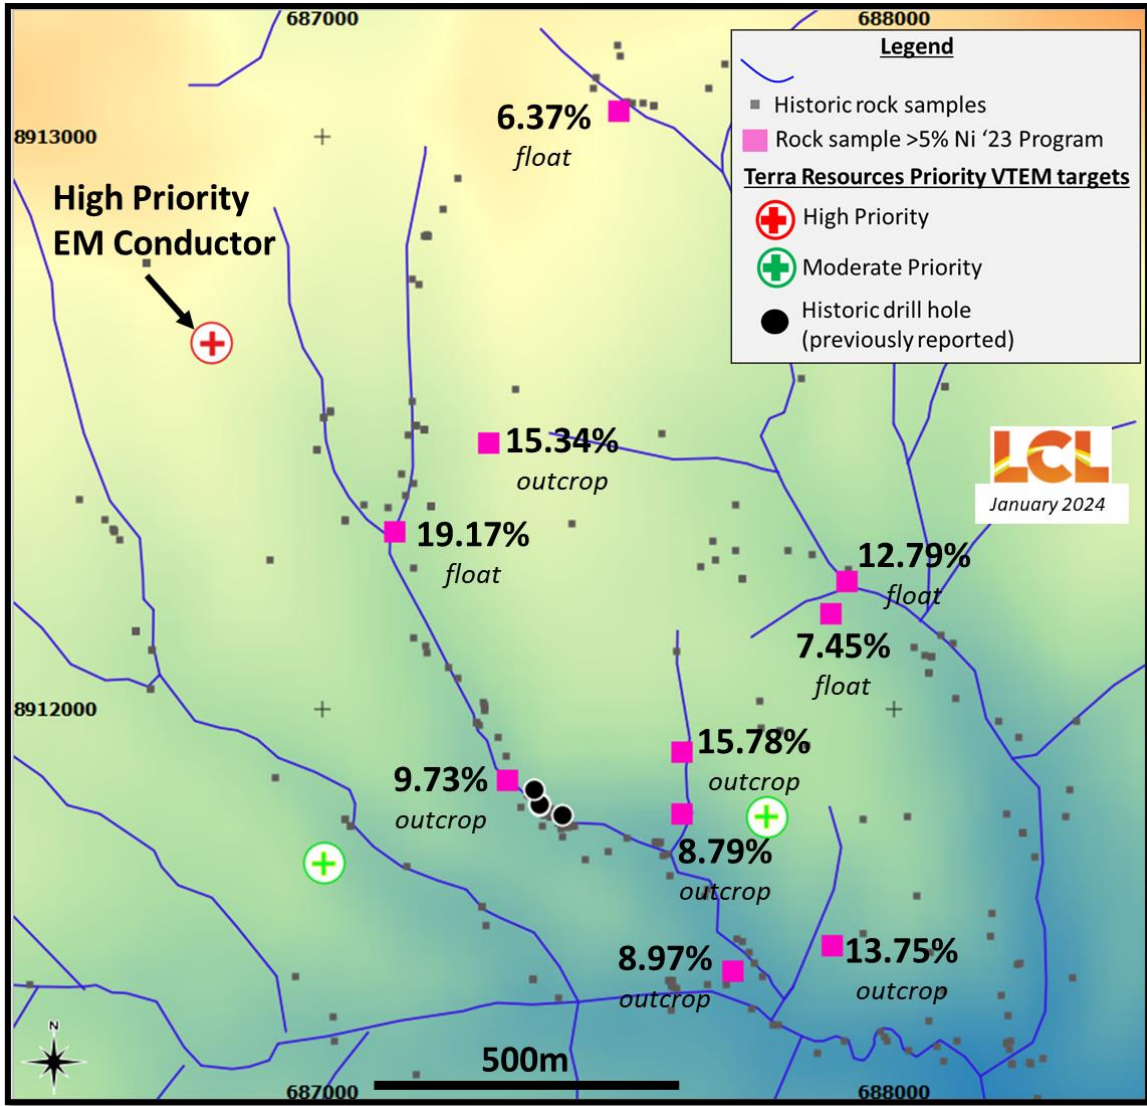 687000
688000
Legend
Historic rock samples
Rock sample >5% Ni ‘23 Program
Terra Resources Priority VTEM targets
High Priority
Moderate Priority
Historic drill hole
(previously reported)
6.37%
float
8913000
High Priority
EM Conductor
15.34%
outcrop
LCL
January 2024
19.17%
float
12.79%
float
7.45%
float
8912000
15.78%
outcrop
9.73%
outcrop
8.79%
outcrop
8.97%
outcrop
13.75%
outcrop
N
500m
687000
688000